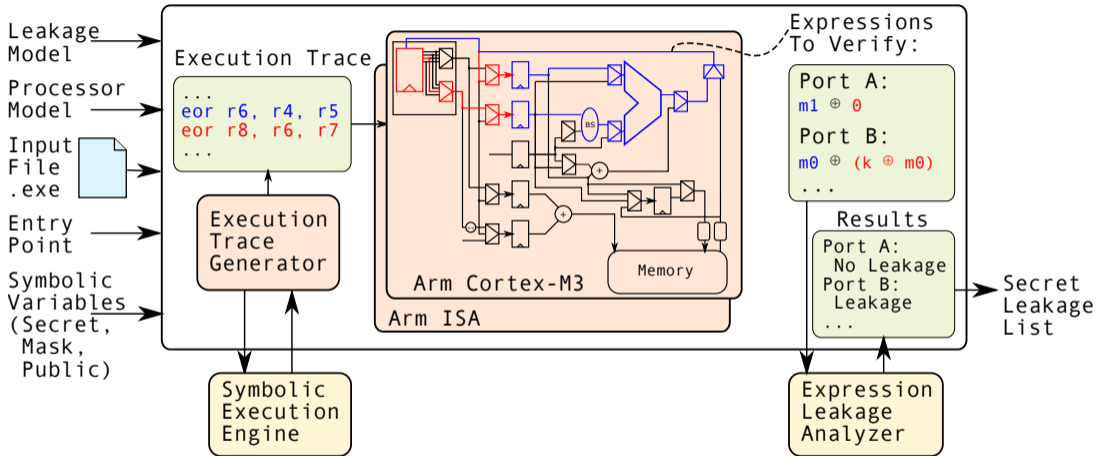 Leakage
Model
Processor
Model
Input
File
.exe
Entry
Point
Symbolic
Variables
(Secret,
Mask,
Public)
Execution Trace
...
eor r6, r4, r5
eor r8, r6, r7
...
Execution
Trace
Generator
Symbolic
Execution
Engine
BS
+
+
Memory
Arm Cortex-M3
Arm ISA
Expressions
To Verify:
Port A:
m1 ⊕ 0
Port B:
m0 ⊕ (k ⊕ m0)
...
Results
Port A:
No Leakage
Port B:
Leakage
...
Expression
Leakage
Analyzer
Secret
Leakage
List